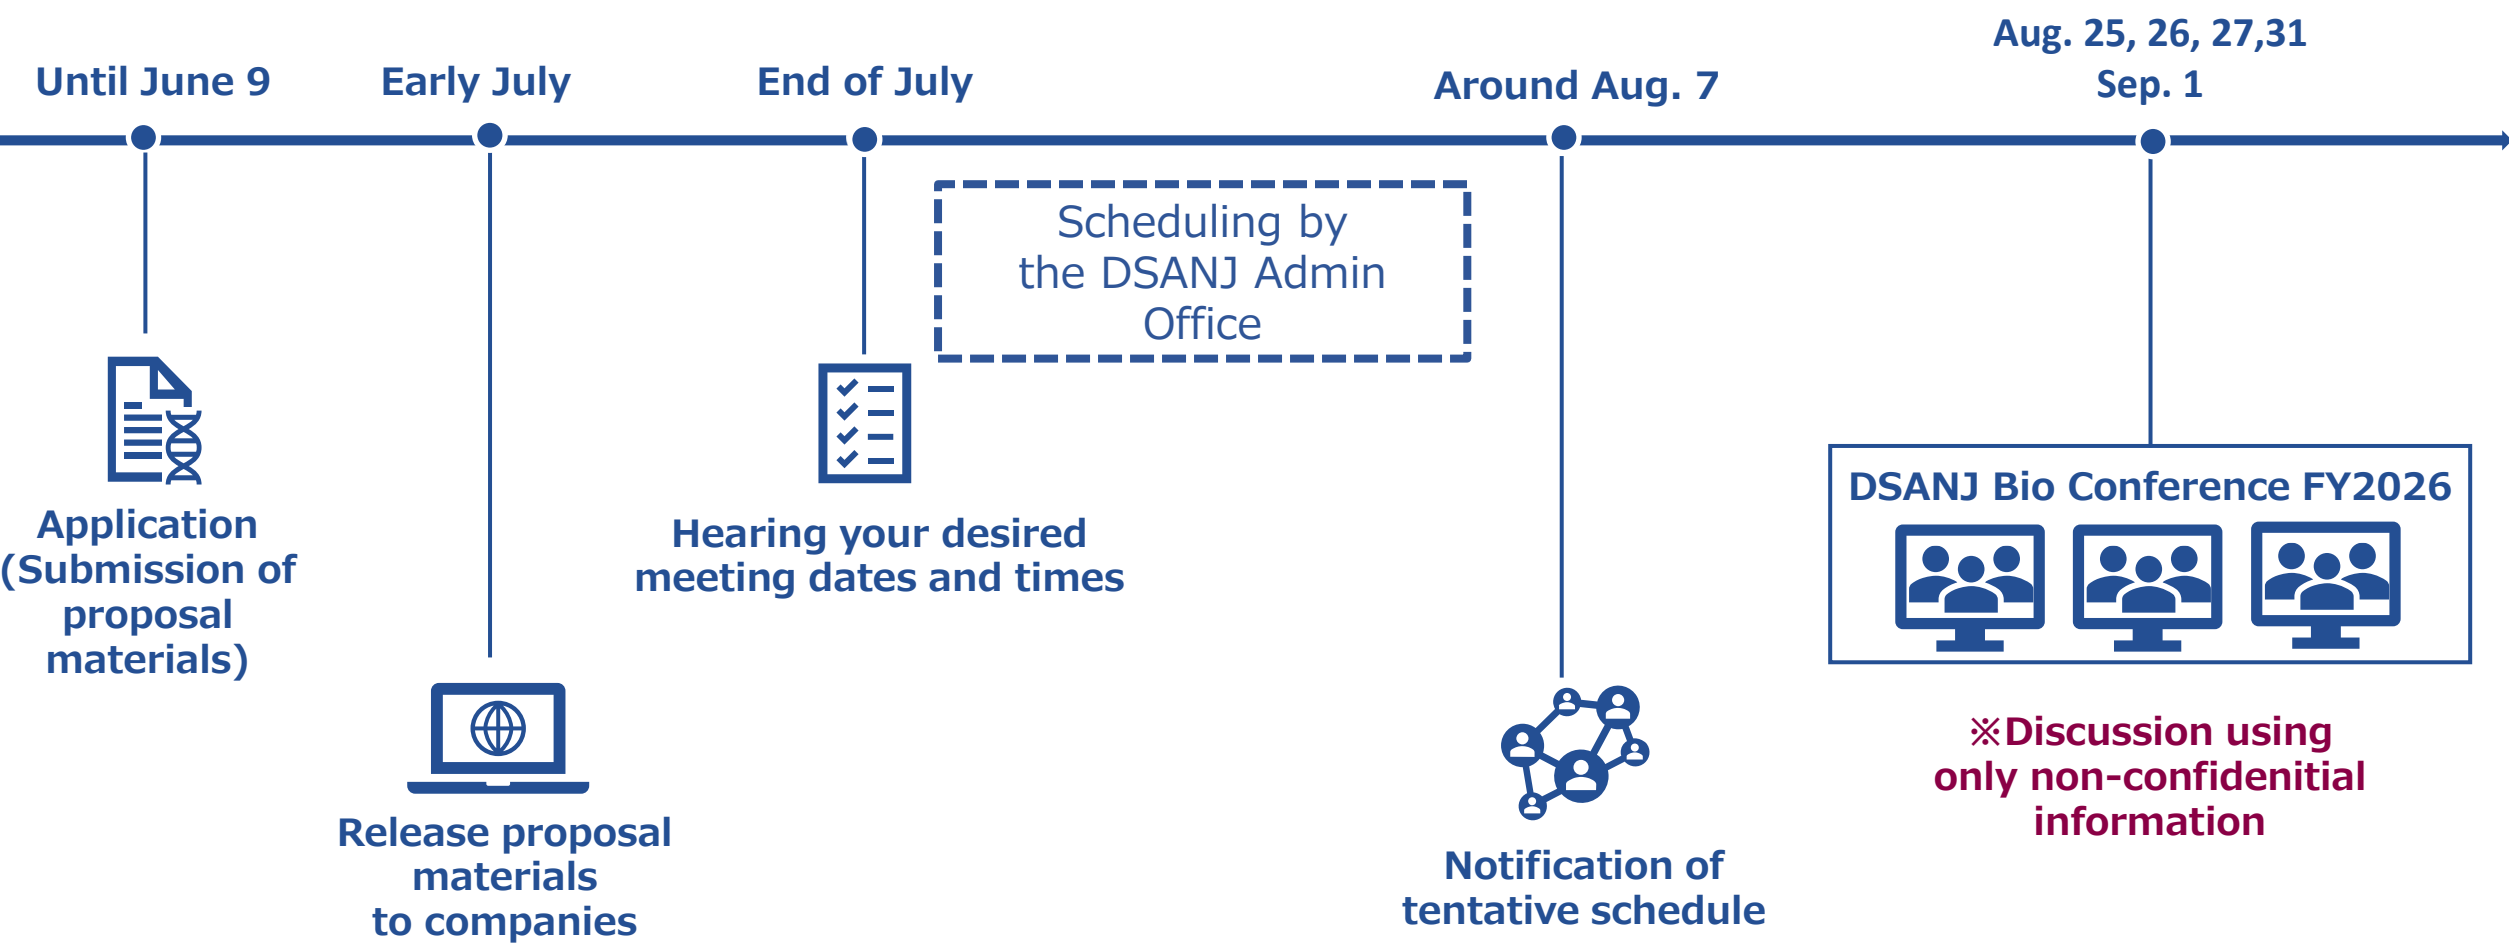 Until June 9
Early July
End of July
Around Aug. 7
Aug. 25, 26, 27,31
Sep. 1
Scheduling by
the DSANJ Admin
Office
Application
(Submission of
proposal
materials)
Release proposal
materials
to companies
Hearing your desired
meeting dates and times
Notification of
tentative schedule
DSANJ Bio Conference FY2026
※Discussion using
only non-confidenitial
information